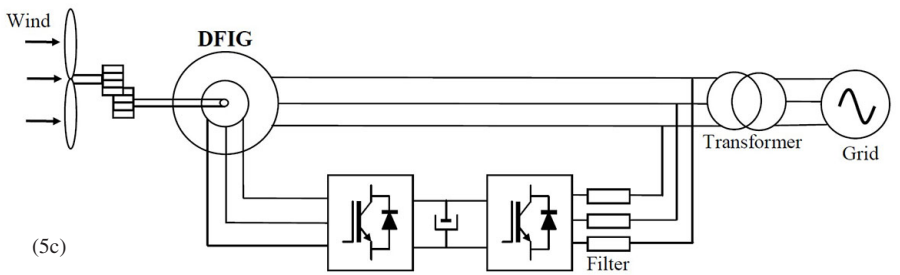 Wind
DFIG
Transformer
Grid
(5c)
Filter